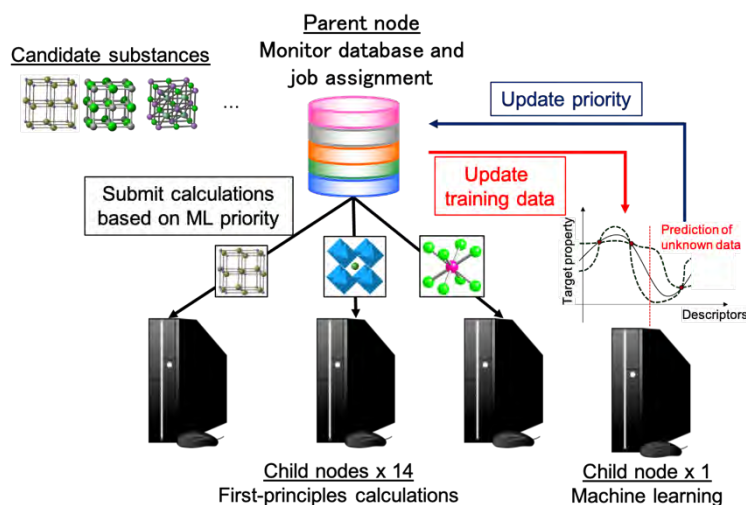 Parent node
Monitor database and
job assignment
Candidate substances
...
Update priority
Update
training data
Submit calculations
based on ML priority
Prediction of
unknown data
Target property
Descriptors
Child nodes x 14
First-principles calculations
Child node x 1
Machine learning